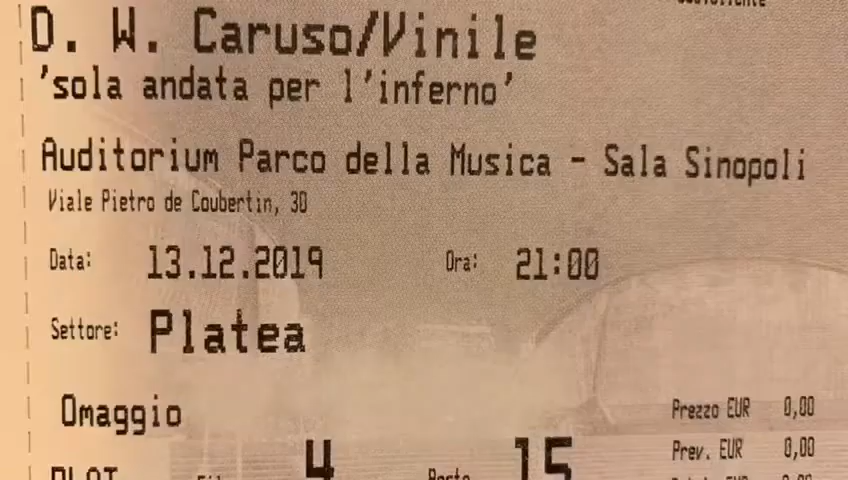 D. W. Caruso/Vinile
'sola andata per l'inferno'
Auditorium Parco della Musica - Sala Sinopoli
Viale Pietro de Coubertin, 30
Data: 13.12.2019 Ora: 21:00
Settore: Platea
Omaggio
Prezzo EUR 0,00
Prev. EUR 0,00
4 Posto 15